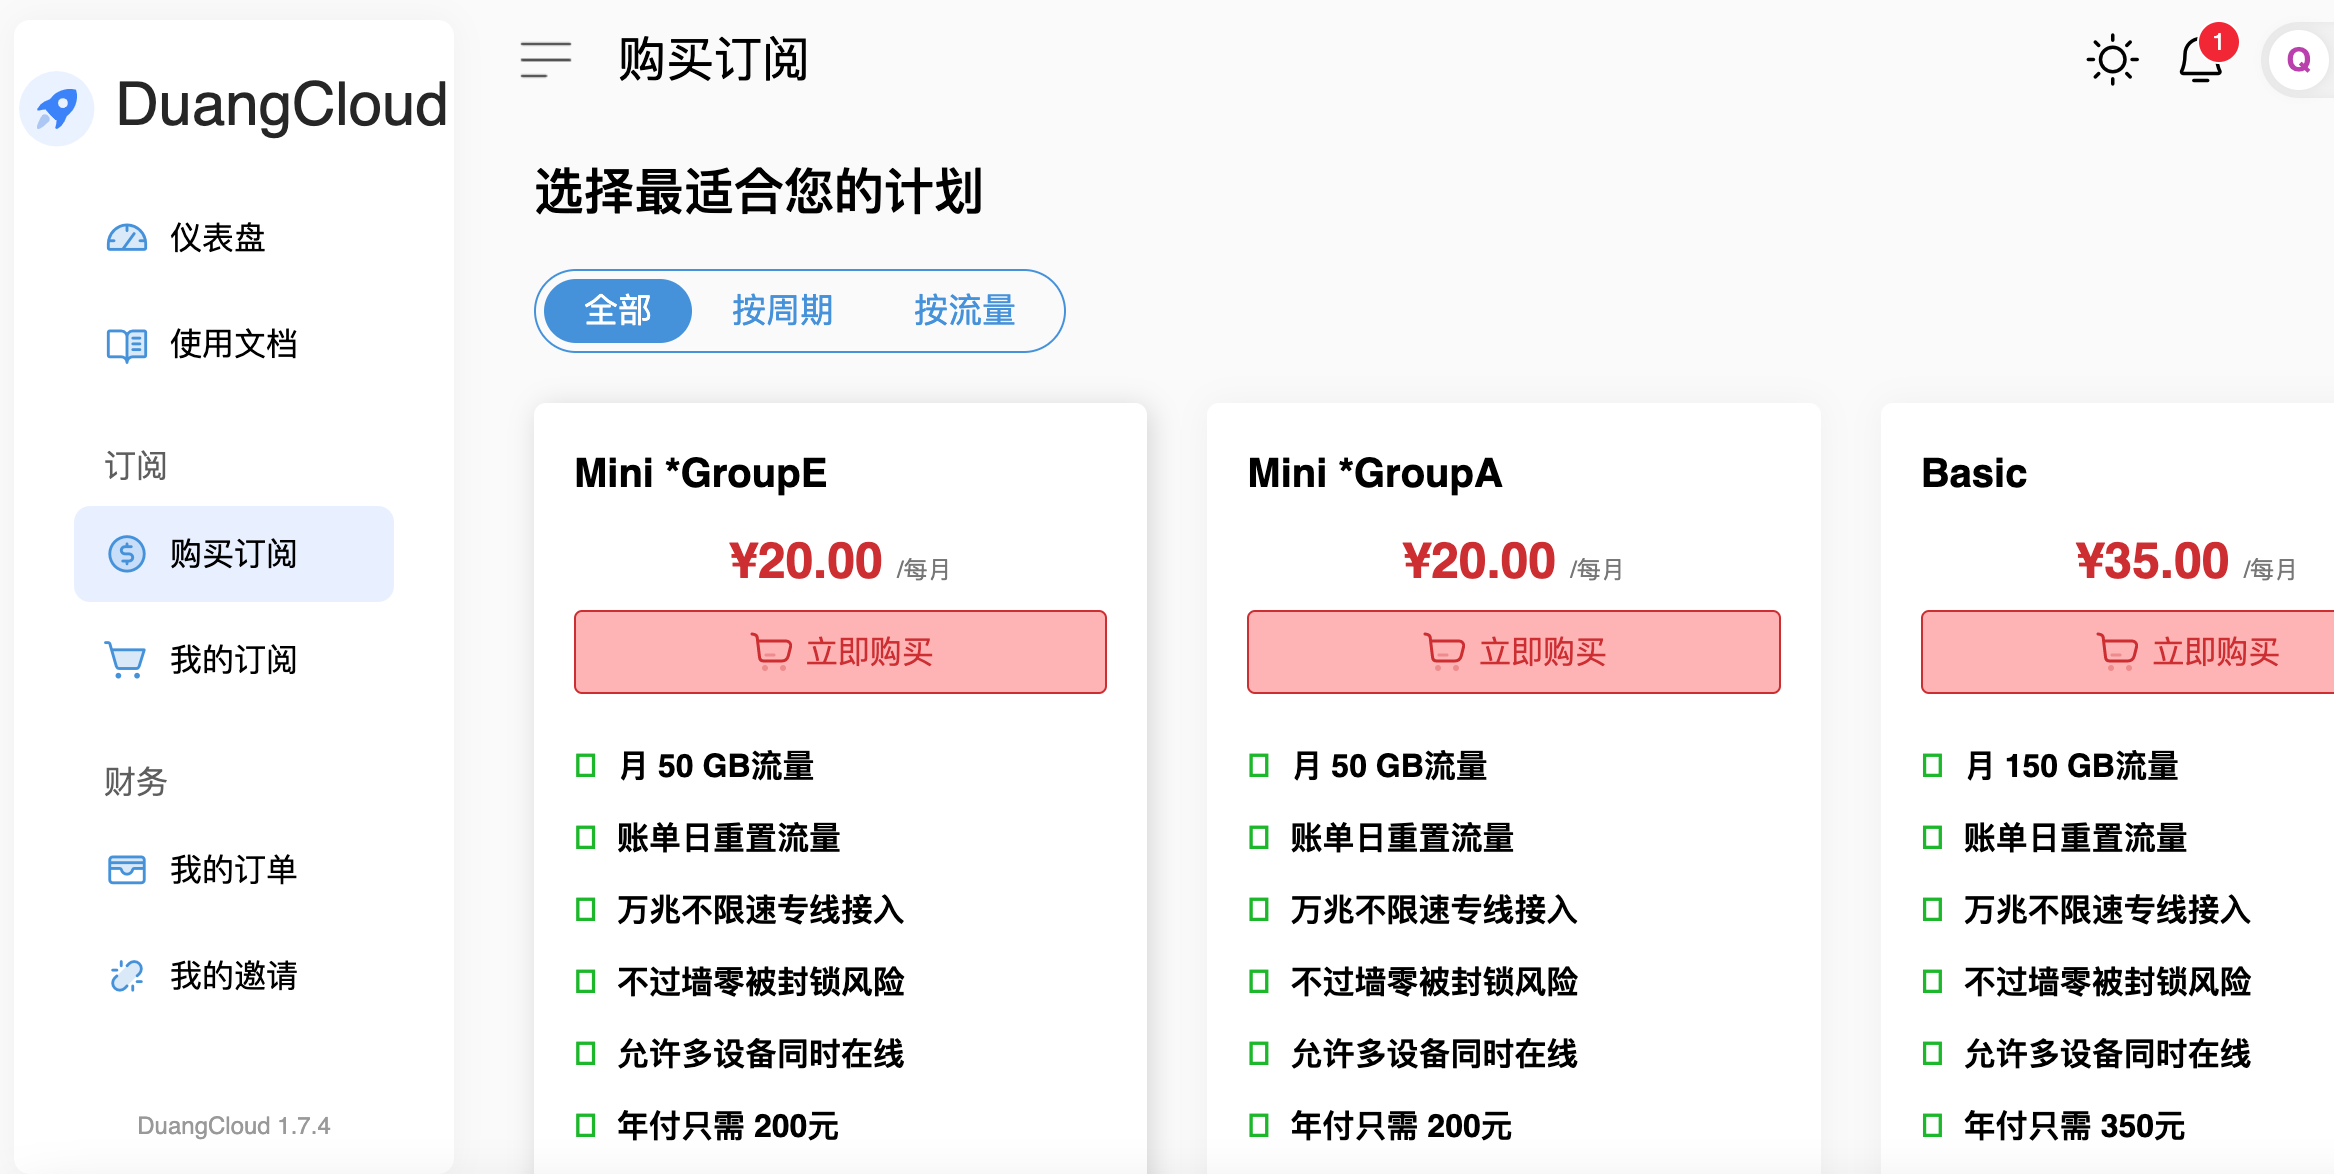 DuangCloud
仪表盘
使用文档
订阅
购买订阅
我的订阅
财务
我的订单
我的邀请
DuangCloud 1.7.4
购买订阅
1
Q
选择最适合您的计划
全部
按周期
按流量
Mini *GroupE
¥20.00 /每月
立即购买
月 50 GB流量
账单日重置流量
万兆不限速专线接入
不过墙零被封锁风险
允许多设备同时在线
年付只需 200元
Mini *GroupA
¥20.00 /每月
立即购买
月 50 GB流量
账单日重置流量
万兆不限速专线接入
不过墙零被封锁风险
允许多设备同时在线
年付只需 200元
Basic
¥35.00 /每月
立即购买
月 150 GB流量
账单日重置流量
万兆不限速专线接入
不过墙零被封锁风险
允许多设备同时在线
年付只需 350元